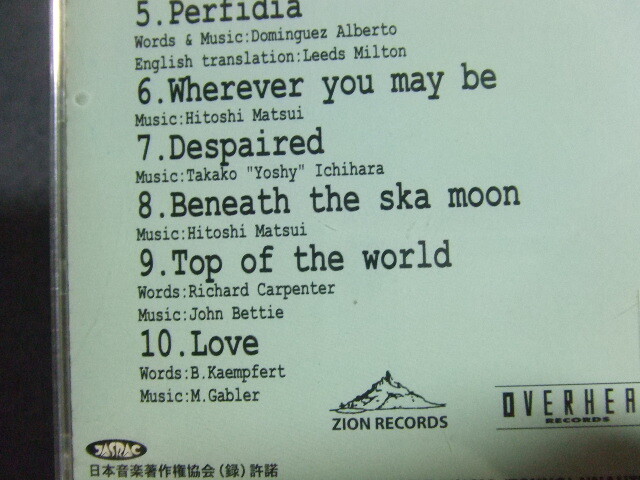 5.Perfidia
Words & Music:Dominguez Alberto
English translation:Leeds Milton
6.Wherever you may be
Music:Hitoshi Matsui
7.Despaired
Music:Takako "Yoshy" Ichihara
8.Beneath the ska moon
Music:Hitoshi Matsui
9.Top of the world
Words:Richard Carpenter
Music:John Bettie
10.Love
Words:B.Kaempfert
Music:M.Gabler
ZION RECORDS
OVERHEA
RECORDS
JASRAC
日本音楽著作権協会(録)許諾